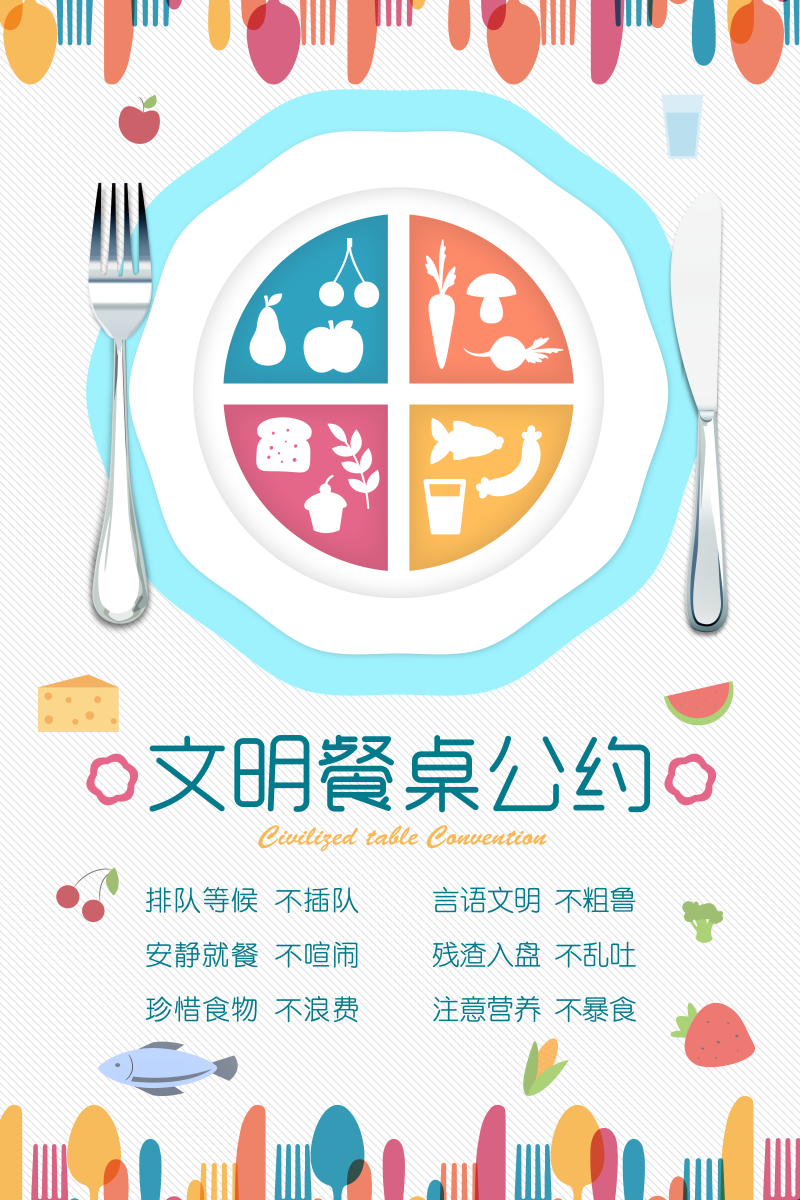 文明餐桌公约
Civilized table Convention
排队等候 不插队
言语文明 不粗鲁
安静就餐 不喧闹
残渣入盘 不乱吐
珍惜食物 不浪费
注意营养 不暴食